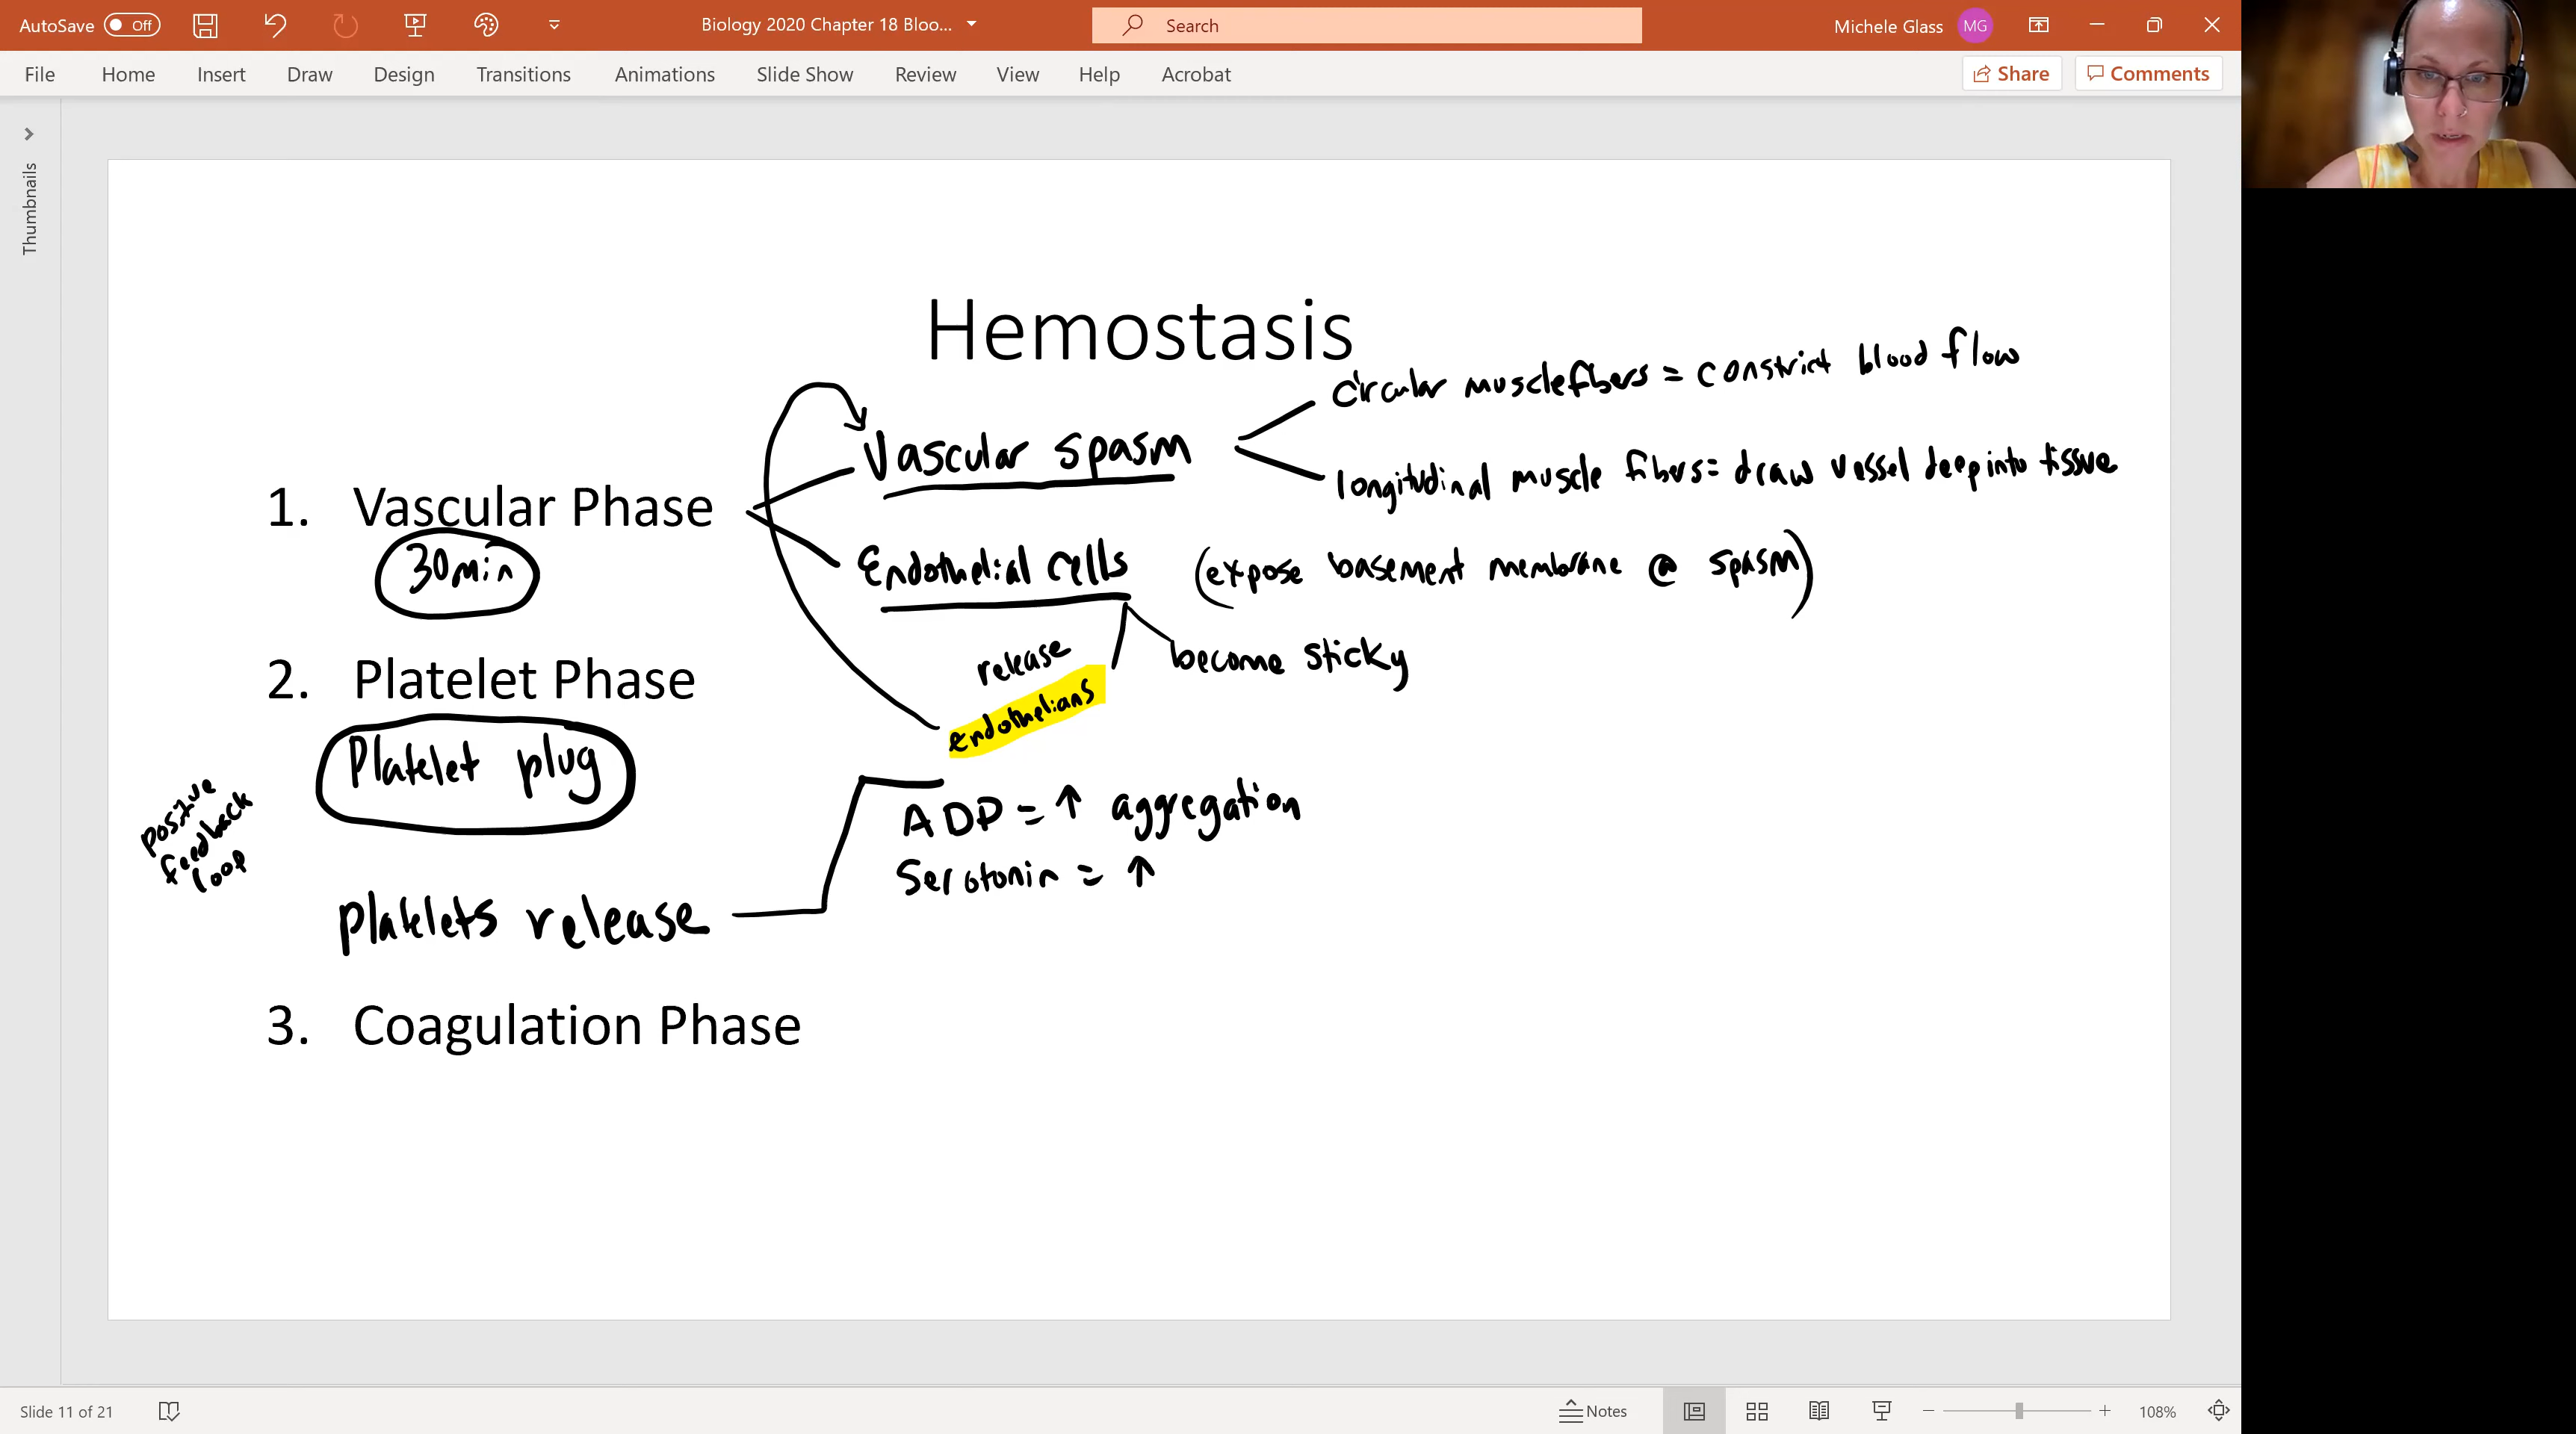 AutoSave Off
Biology 2020 Chapter 18 Bloo...
Search
Michele Glass MG
File Home Insert Draw Design Transitions Animations Slide Show Review View Help Acrobat
Share Comments
Thumbnails
Hemostasis
circular muscle fibers = constrict blood flow
Vascular spasm
longitudinal muscle fibers = draw vessel deep into tissue
1. Vascular Phase
30min
Endothelial cells (expose basement membrane @ spasm)
release
become sticky
endothelians
2. Platelet Phase
Platelet plug
positive
feedback
loop
ADP = ↑ aggregation
Serotonin = ↑
platelets release
3. Coagulation Phase
Slide 11 of 21
Notes
108%